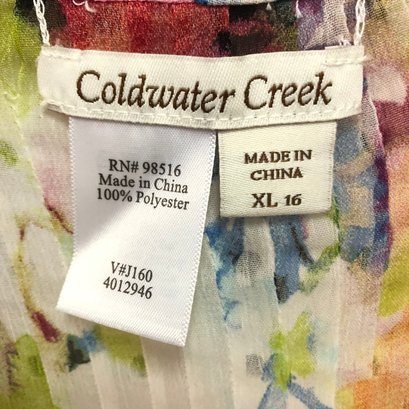 Coldwater Creek
RN# 98516
Made in China
100% Polyester
V#J160
4012946
MADE IN
CHINA
XL 16